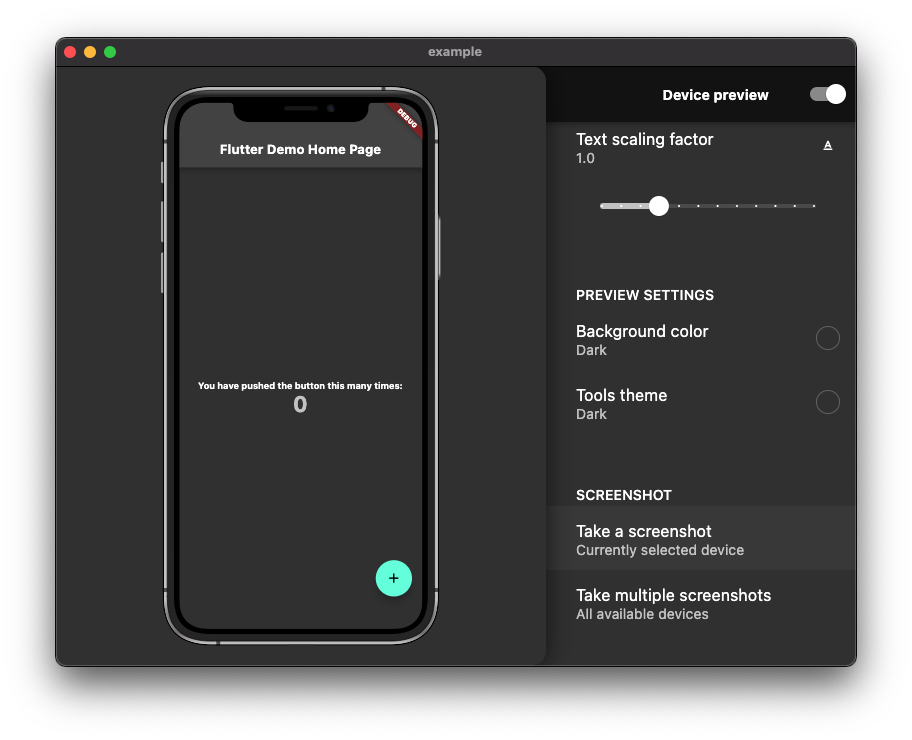 example
DEBUG
Flutter Demo Home Page
You have pushed the button this many times:
0
+
Device preview
Text scaling factor
1.0
A
PREVIEW SETTINGS
Background color
Dark
Tools theme
Dark
SCREENSHOT
Take a screenshot
Currently selected device
Take multiple screenshots
All available devices